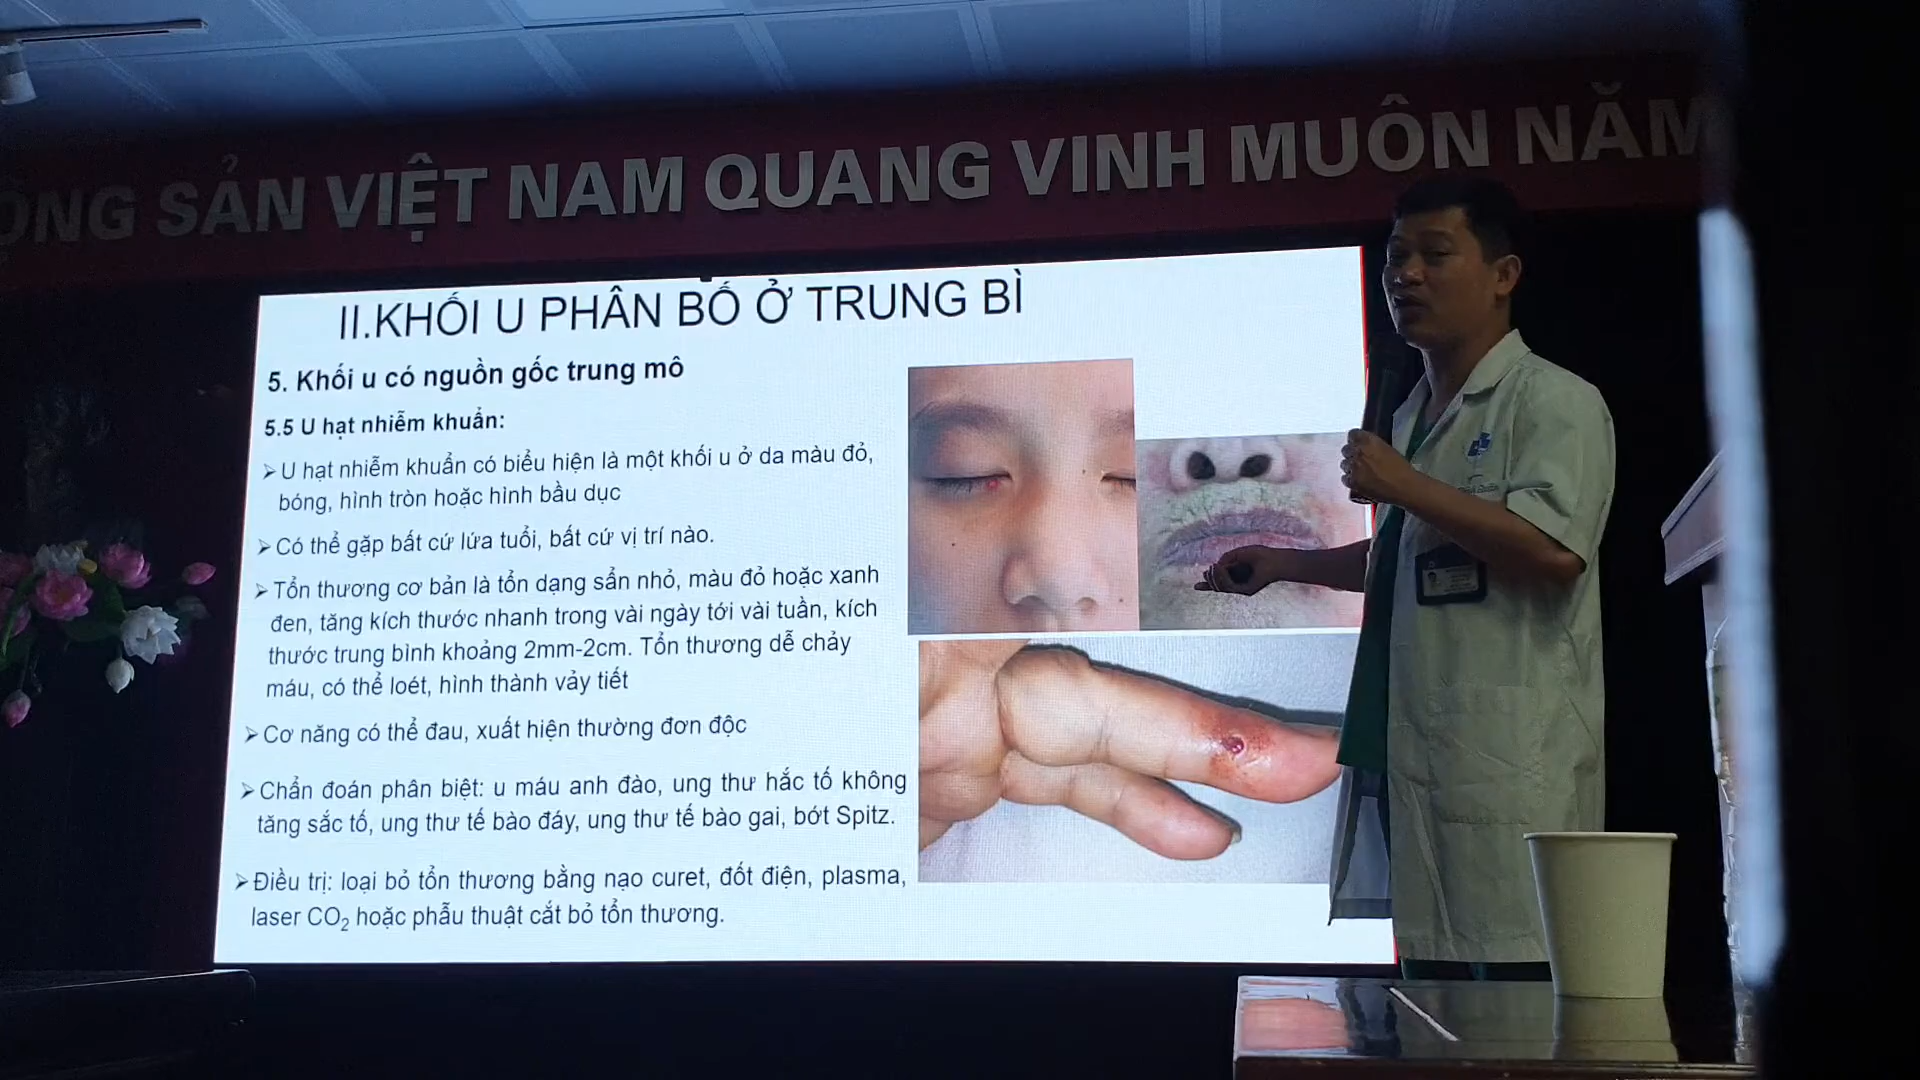 ỘNG SẢN VIỆT NAM QUANG VINH MUÔN NĂM
II.KHỐI U PHÂN BỐ Ở TRUNG BÌ
5. Khối u có nguồn gốc trung mô
5.5 U hạt nhiễm khuẩn:
➢U hạt nhiễm khuẩn có biểu hiện là một khối u ở da màu đỏ,
bóng, hình tròn hoặc hình bầu dục
➢Có thể gặp bất cứ lứa tuổi, bất cứ vị trí nào.
➢Tổn thương cơ bản là tổn dạng sẩn nhỏ, màu đỏ hoặc xanh
đen, tăng kích thước nhanh trong vài ngày tới vài tuần, kích
thước trung bình khoảng 2mm-2cm. Tổn thương dễ chảy
máu, có thể loét, hình thành vảy tiết
➢Cơ năng có thể đau, xuất hiện thường đơn độc
➢Chẩn đoán phân biệt: u máu anh đào, ung thư hắc tố không
tăng sắc tố, ung thư tế bào đáy, ung thư tế bào gai, bớt Spitz.
➢Điều trị: loại bỏ tổn thương bằng nạo curet, đốt điện, plasma,
laser CO₂ hoặc phẫu thuật cắt bỏ tổn thương.